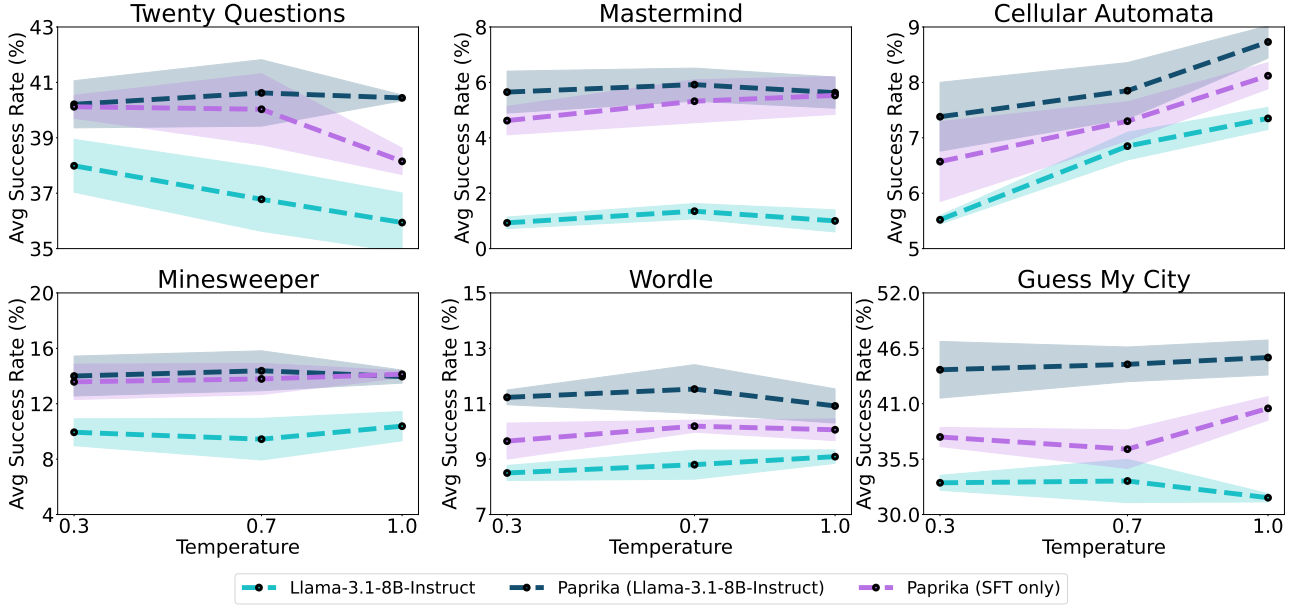 Twenty Questions
Avg Success Rate (%)
43
41
39
37
35
Mastermind
Avg Success Rate (%)
8
6
4
2
0
Cellular Automata
Avg Success Rate (%)
9
8
7
6
5
Minesweeper
Avg Success Rate (%)
20
16
12
8
4
0.3
0.7
1.0
Temperature
Wordle
Avg Success Rate (%)
15
13
11
9
7
0.3
0.7
1.0
Temperature
Guess My City
Avg Success Rate (%)
52.0
46.5
41.0
35.5
30.0
0.3
0.7
1.0
Temperature
Llama-3.1-8B-Instruct
Paprika (Llama-3.1-8B-Instruct)
Paprika (SFT only)